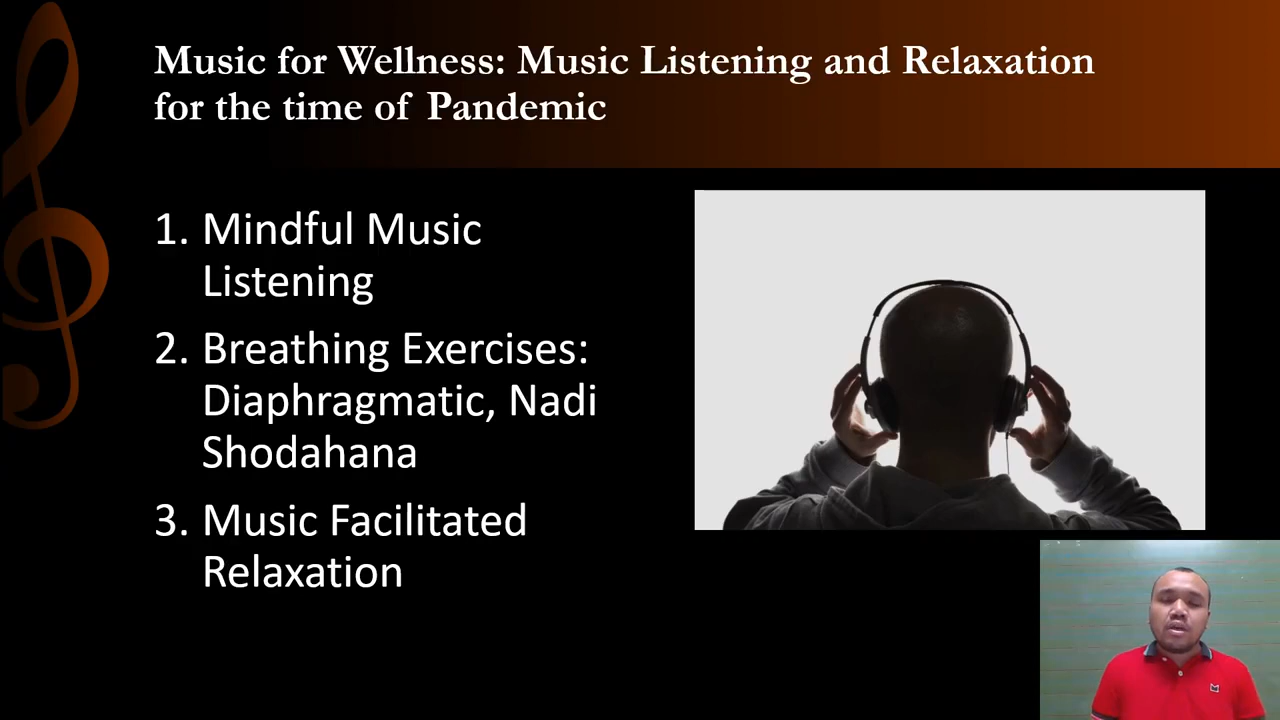 Music for Wellness: Music Listening and Relaxation
for the time of Pandemic
1. Mindful Music
Listening
2. Breathing Exercises:
Diaphragmatic, Nadi
Shodahana
3. Music Facilitated
Relaxation